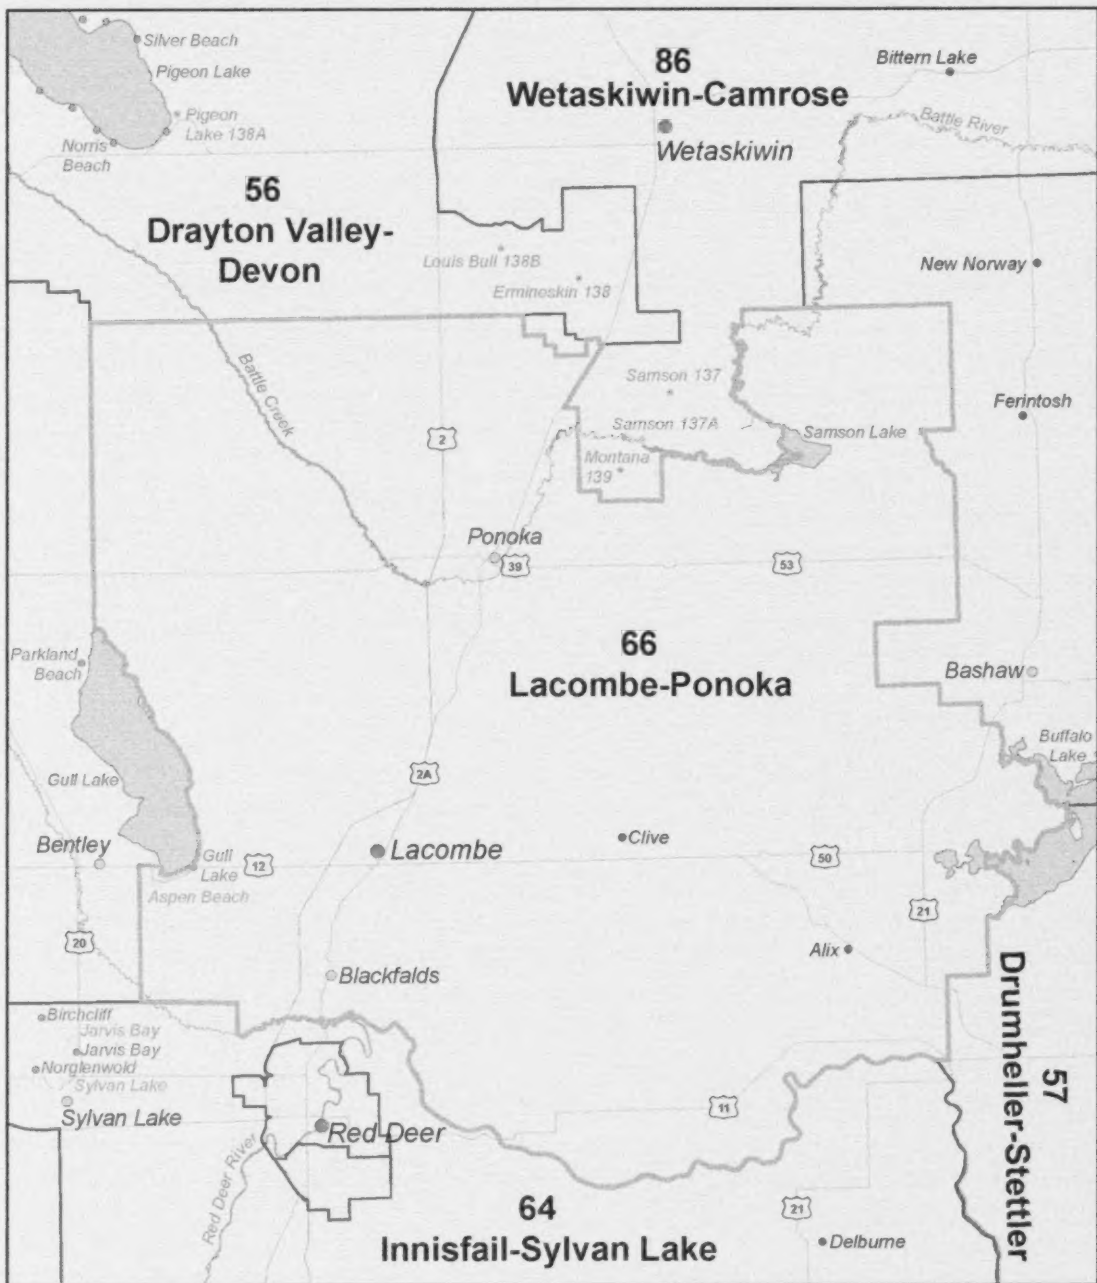 Silver Beach
Pigeon Lake
Pigeon
Lake 138A
Norris
Beach
86
Wetaskiwin-Camrose
Wetaskiwin
Bittern Lake
Battle River
56
Drayton Valley-
Devon
Louis Bull 138B
Ermineskin 138
New Norway
Battle Creek
2
Samson 137
Samson 137A
Samson Lake
Montana
139
Ferintosh
Ponoka
39
53
Parkland
Beach
66
Lacombe-Ponoka
Bashaw
Buffalo
Lake
Gull Lake
2A
Bentley
Gull
Lake
12
Aspen Beach
Lacombe
Clive
50
21
20
Alix
Blackfalds
Birchcliff
Jarvis Bay
Jarvis Bay
Norglenwold
Sylvan Lake
Sylvan Lake
57
Drumheller-Stettler
11
Red Deer
Red Deer River
64
Innisfail-Sylvan Lake
21
Delburne